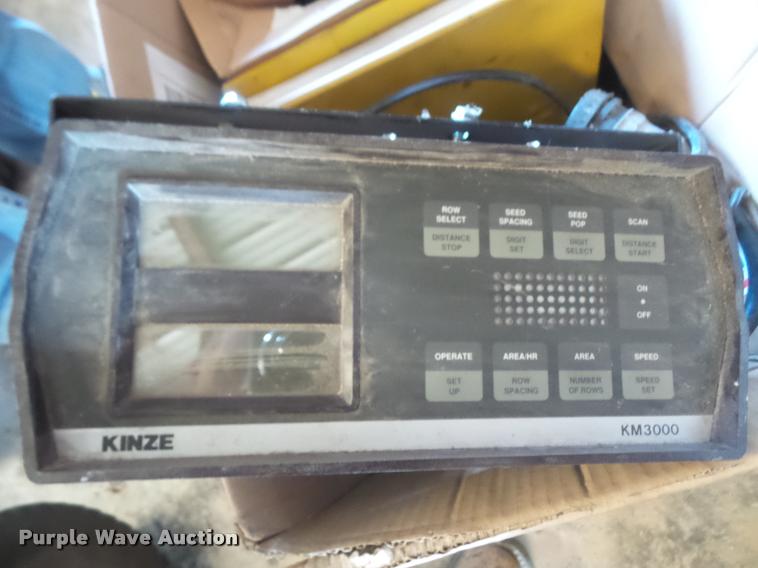 ROW
SELECT
DISTANCE
STOP
SEED
SPACING
DIGIT
SET
SEED
POP
DIGIT
SELECT
SCAN
DISTANCE
START
ON
OFF
OPERATE
SET
UP
AREA/HR
ROW
SPACING
AREA
NUMBER
OF ROWS
SPEED
SPEED
SET
KINZE
KM3000
Purple Wave Auction